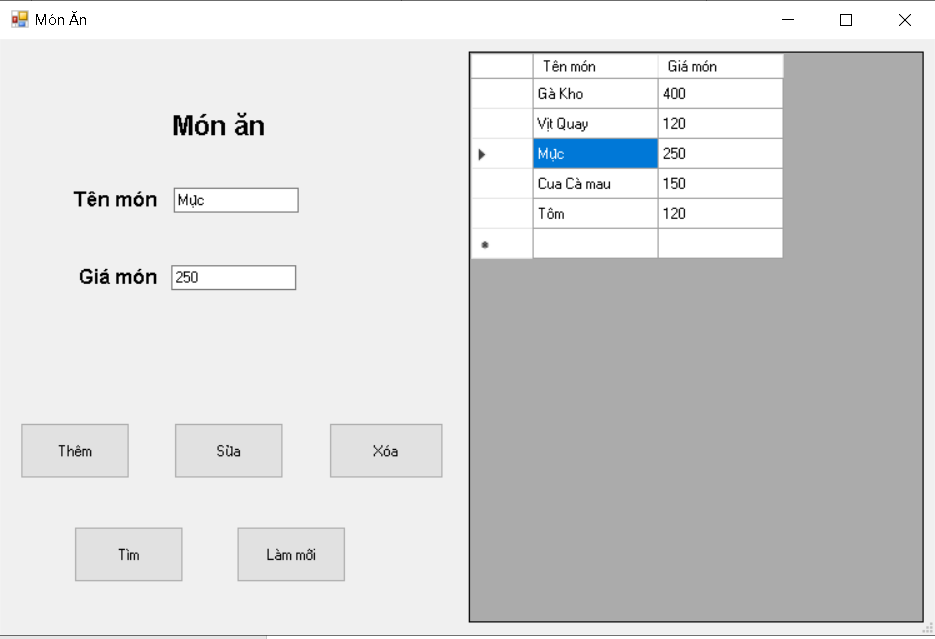 Món Ăn
Món ăn
Tên món Mực
Giá món 250
Thêm Sửa Xóa
Tìm Làm mới
Tên món Giá món
Gà Kho 400
Vịt Quay 120
Mực 250
Cua Cà mau 150
Tôm 120